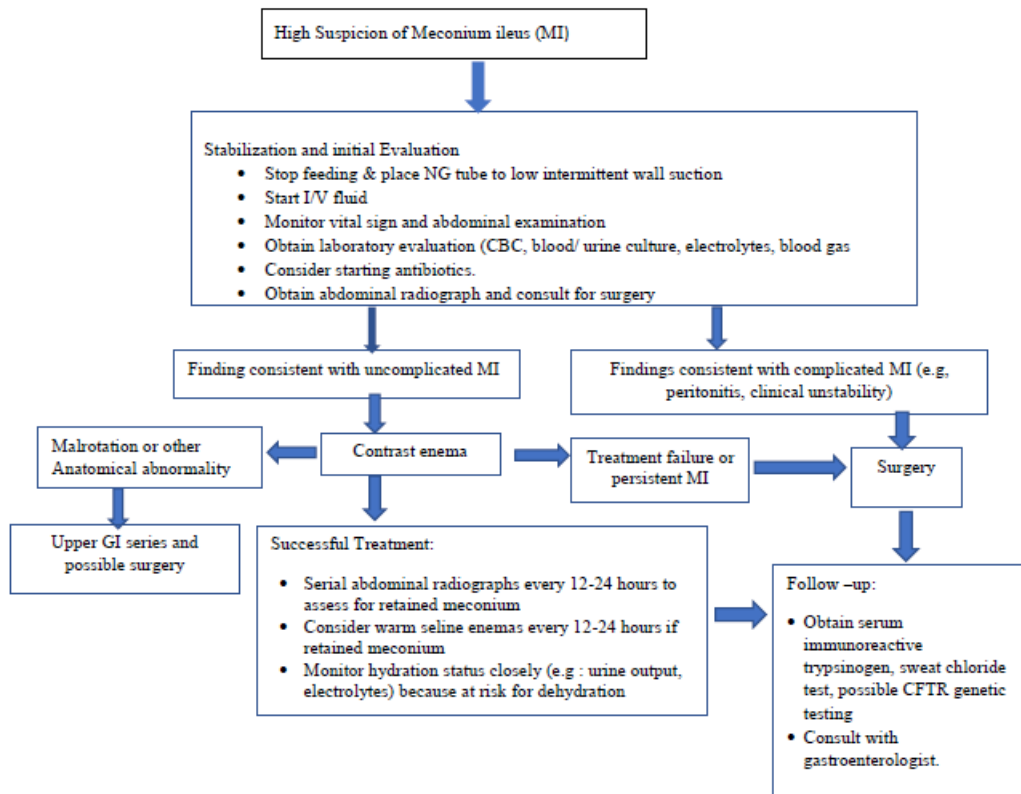 High Suspicion of Meconium ileus (MI)
Stabilization and initial Evaluation
• Stop feeding & place NG tube to low intermittent wall suction
• Start I/V fluid
• Monitor vital sign and abdominal examination
• Obtain laboratory evaluation (CBC, blood/ urine culture, electrolytes, blood gas
• Consider starting antibiotics.
• Obtain abdominal radiograph and consult for surgery
Finding consistent with uncomplicated MI
Findings consistent with complicated MI (e.g,
peritonitis, clinical unstability)
Malrotation or other
Anatomical abnormality
Contrast enema
Treatment failure or
persistent MI
Surgery
Upper GI series and
possible surgery
Successful Treatment:
• Serial abdominal radiographs every 12-24 hours to
assess for retained meconium
• Consider warm seline enemas every 12-24 hours if
retained meconium
• Monitor hydration status closely (e.g : urine output,
electrolytes) because at risk for dehydration
Follow –up:
• Obtain serum
immunoreactive
trypsinogen, sweat chloride
test, possible CFTR genetic
testing
• Consult with
gastroenterologist.